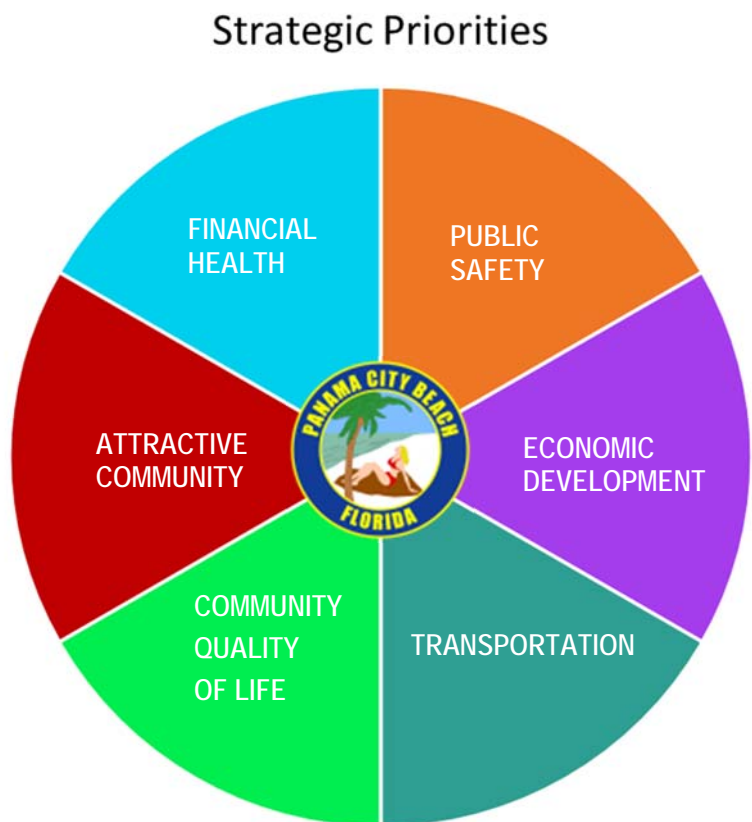 Strategic Priorities
FINANCIAL
HEALTH
PUBLIC
SAFETY
ATTRACTIVE
COMMUNITY
PANAMA CITY BEACH
FLORIDA
ECONOMIC
DEVELOPMENT
COMMUNITY
QUALITY
OF LIFE
TRANSPORTATION